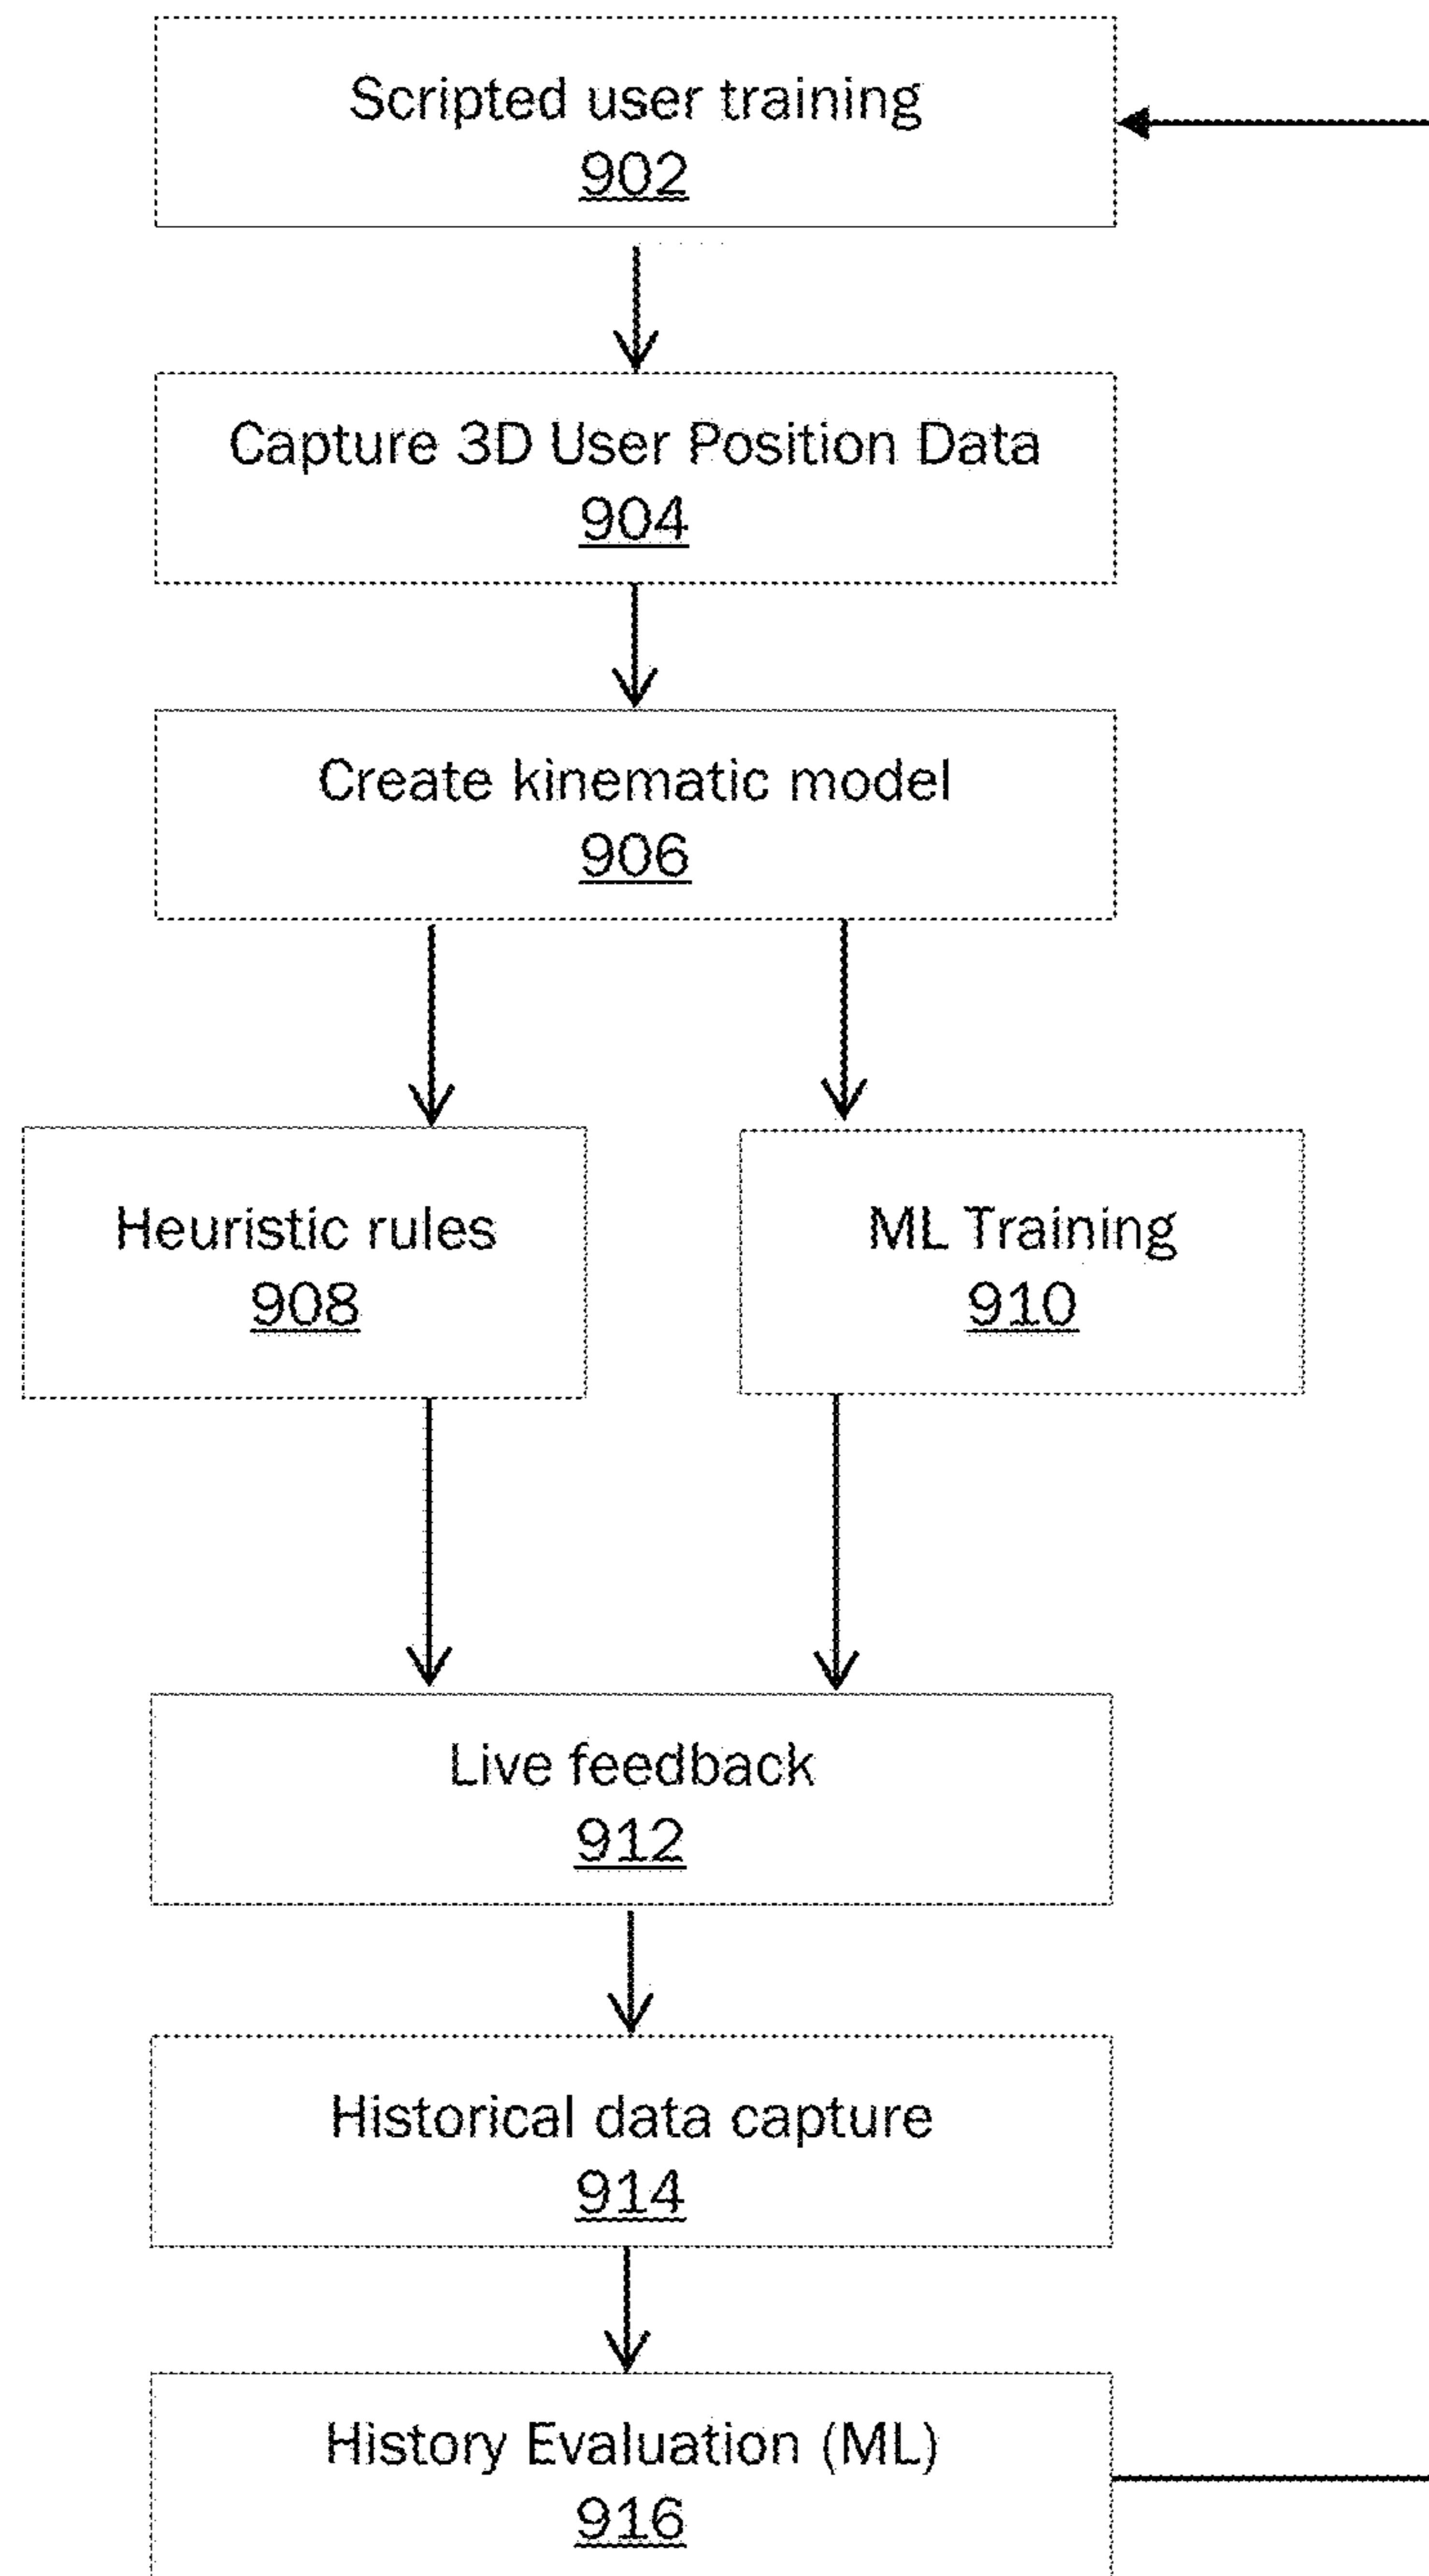 Scripted user training
902
Capture 3D User Position Data
904
Create kinematic model
906
Heuristic rules
908
ML Training
910
Live feedback
912
Historical data capture
914
History Evaluation (ML)
916